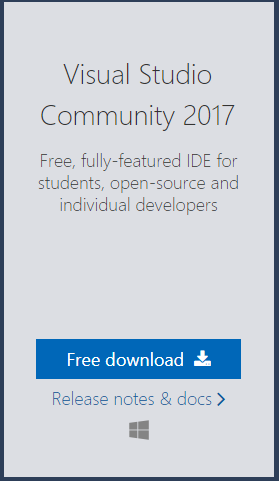 Visual Studio
Community 2017
Free, fully-featured IDE for
students, open-source and
individual developers
Free download
Release notes & docs